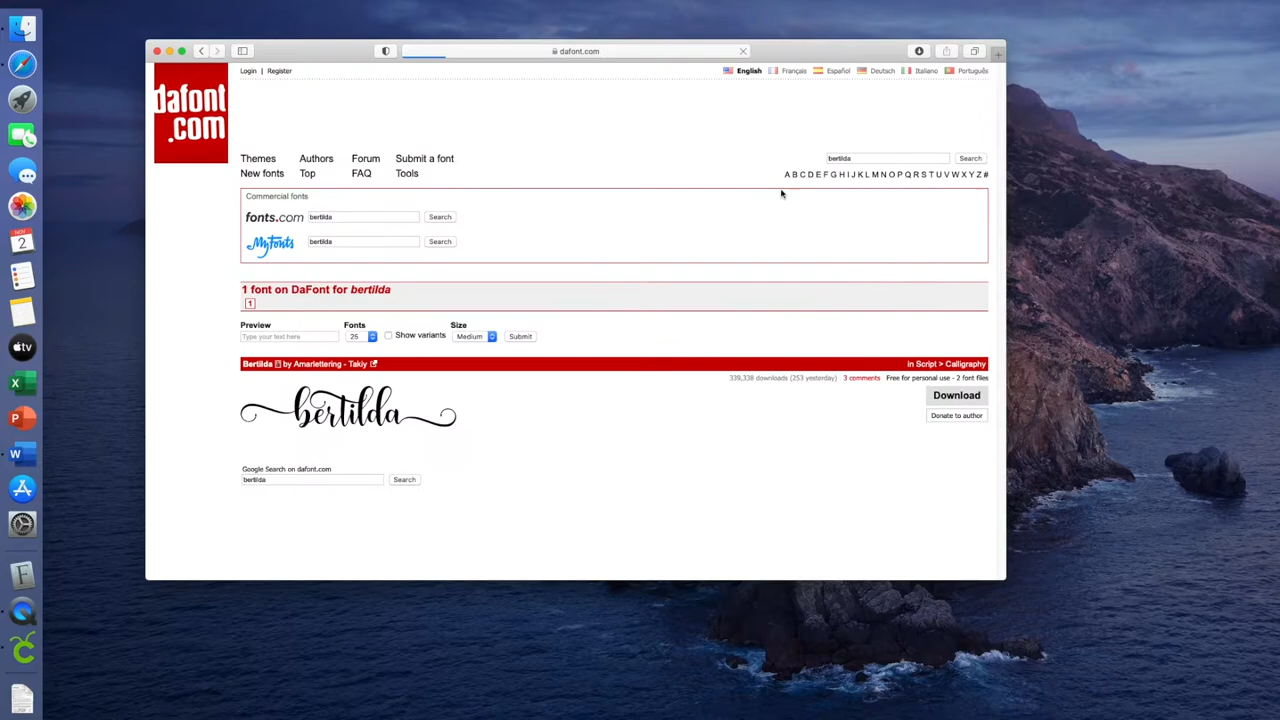 dafont.com
Login | Register
English Français Español Deutsch Italiano Português
dafont
.com
Themes Authors Forum Submit a font
bertilda Search
New fonts Top FAQ Tools
A B C D E F G H I J K L M N O P Q R S T U V W X Y Z #
Commercial fonts
fonts.com bertilda Search
MyFonts bertilda Search
1 font on DaFont for bertilda
1
Preview Fonts Size
Type your text here 25 Show variants Medium Submit
Bertilda by Amarlettering - Takiy in Script > Calligraphy
339,338 downloads (253 yesterday) 3 comments Free for personal use - 2 font files
bertilda
Download
Donate to author
Google Search on dafont.com
bertilda Search
NOV
2
tv
X
P
W
F